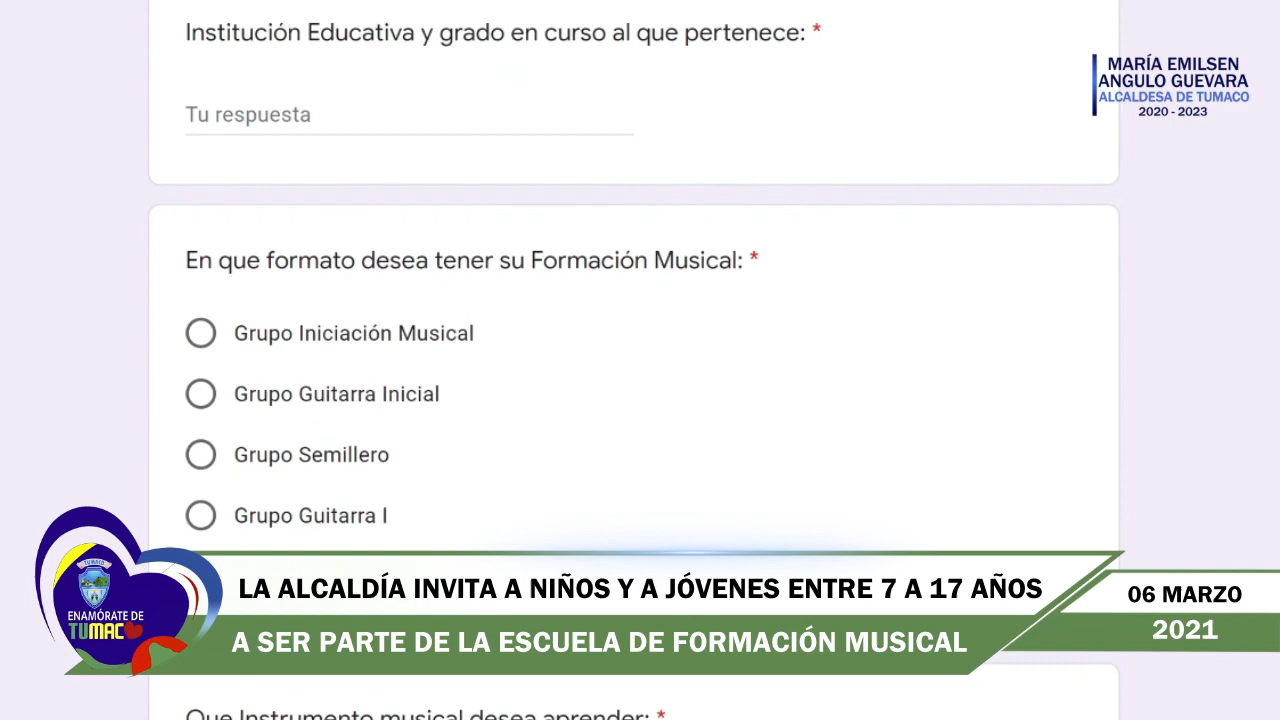 Institución Educativa y grado en curso al que pertenece: *
Tu respuesta
MARÍA EMILSEN
ANGULO GUEVARA
ALCALDESA DE TUMACO
2020 - 2023
En que formato desea tener su Formación Musical: *
Grupo Iniciación Musical
Grupo Guitarra Inicial
Grupo Semillero
Grupo Guitarra I
TUMACO
ENAMÓRATE DE
TUMAC
LA ALCALDÍA INVITA A NIÑOS Y A JÓVENES ENTRE 7 A 17 AÑOS
A SER PARTE DE LA ESCUELA DE FORMACIÓN MUSICAL
06 MARZO
2021
Que Instrumento musical desea aprender: *